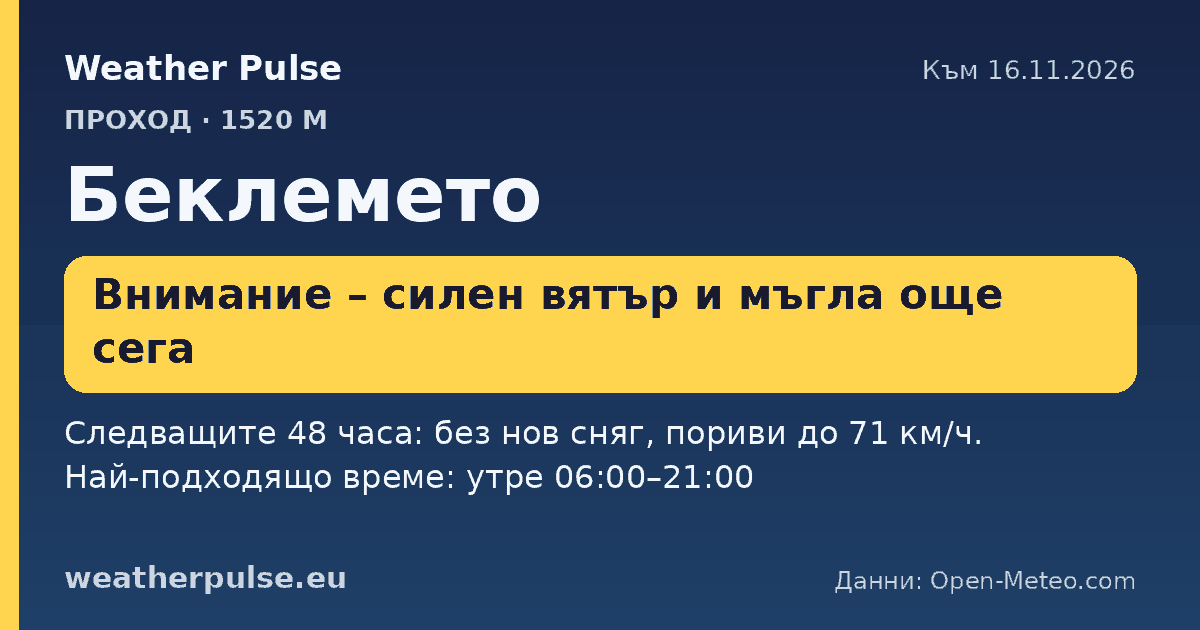 Weather Pulse
Към 16.11.2026
ПРОХОД · 1520 М
Беклемето
Внимание – силен вятър и мъгла още
сега
Следващите 48 часа: без нов сняг, пориви до 71 км/ч.
Най-подходящо време: утре 06:00–21:00
weatherpulse.eu
Данни: Open-Meteo.com